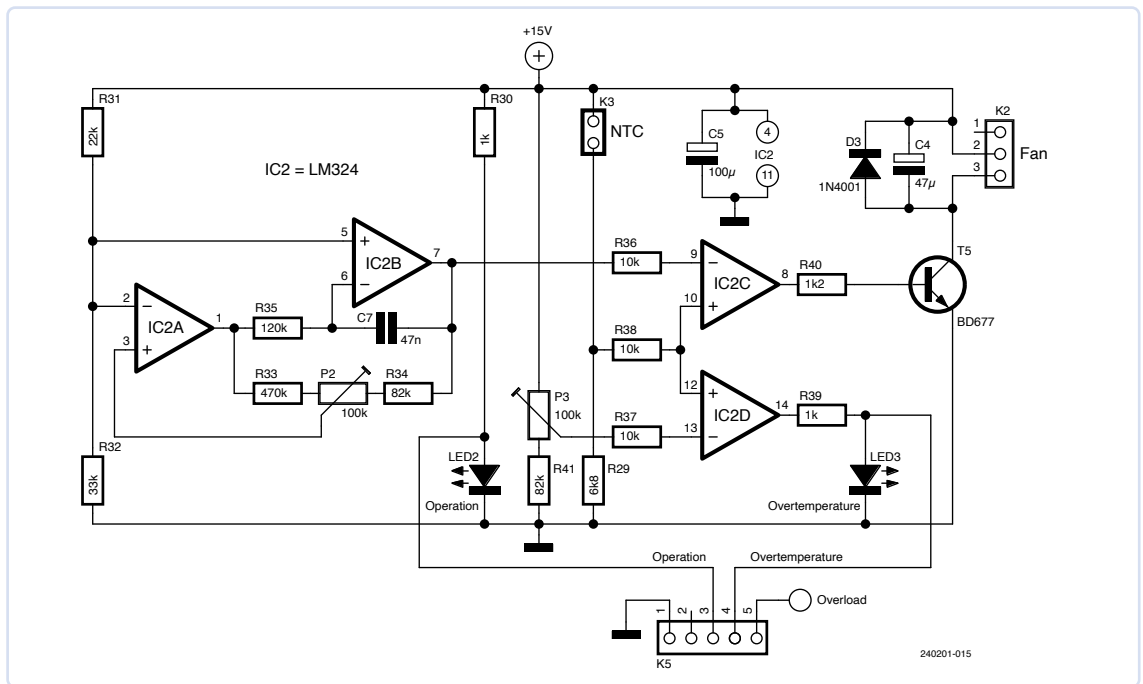 +15V
R31
22k
R30
1k
K3
NTC
C5
100µ
4
IC2
11
D3
1N4001
C4
47µ
K2
1
2
3
Fan
IC2 = LM324
5
+
IC2B
7
6
−
R36
10k
9
−
IC2C
8
10
+
R40
1k2
T5
BD677
2
−
IC2A
1
3
+
R35
120k
C7
47n
R33
470k
P2
100k
R34
82k
R38
10k
P3
100k
R37
10k
12
+
IC2D
14
13
−
R39
1k
R32
33k
LED2
Operation
R41
82k
R29
6k8
LED3
Overtemperature
Operation
Overtemperature
1
2
3
4
5
Overload
K5
240201-015